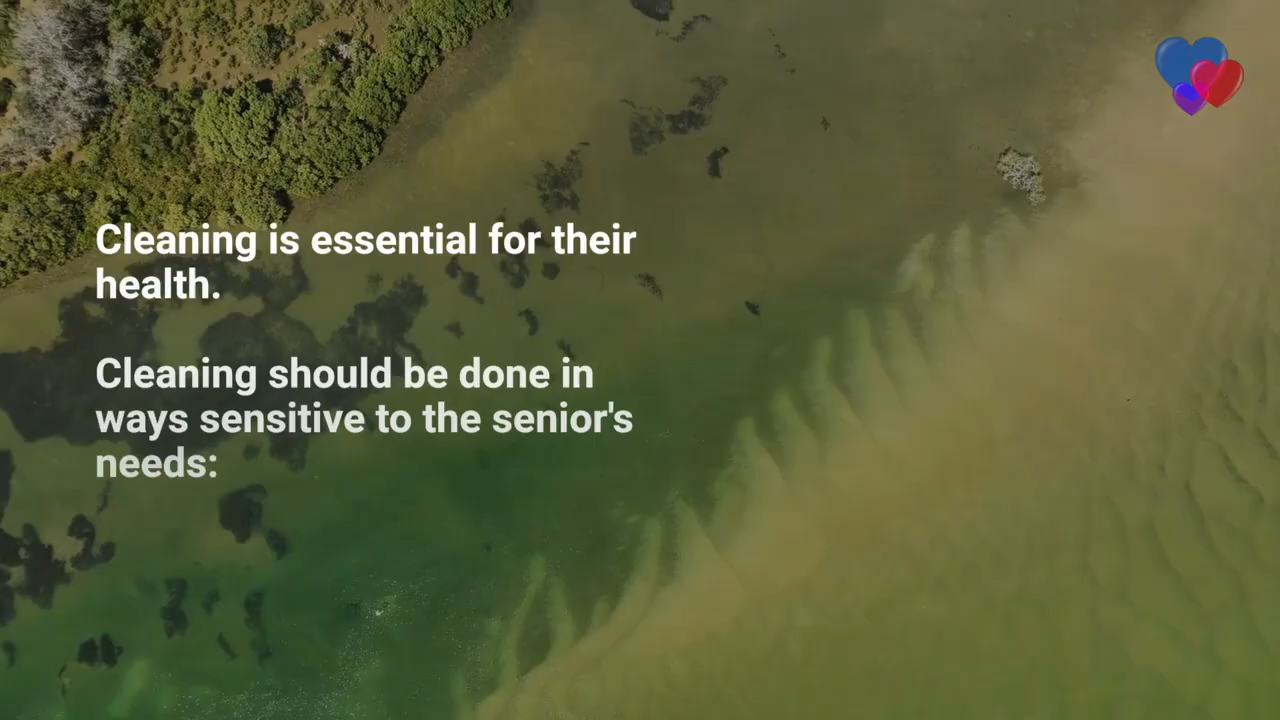 Cleaning is essential for their
health.
Cleaning should be done in
ways sensitive to the senior's
needs: